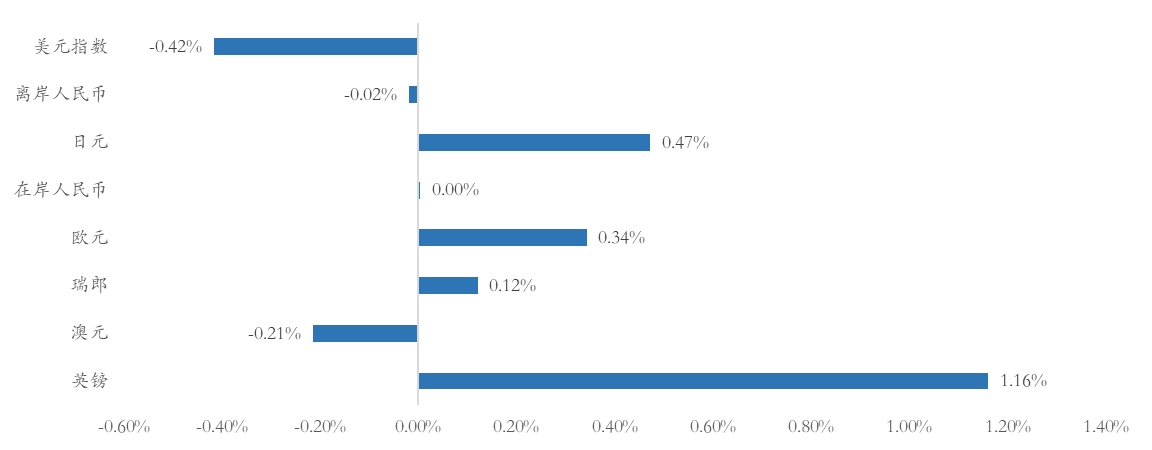 美元指数 -0.42%
离岸人民币 -0.02%
日元 0.47%
在岸人民币 0.00%
欧元 0.34%
瑞郎 0.12%
澳元 -0.21%
英镑 1.16%
-0.60% -0.40% -0.20% 0.00% 0.20% 0.40% 0.60% 0.80% 1.00% 1.20% 1.40%